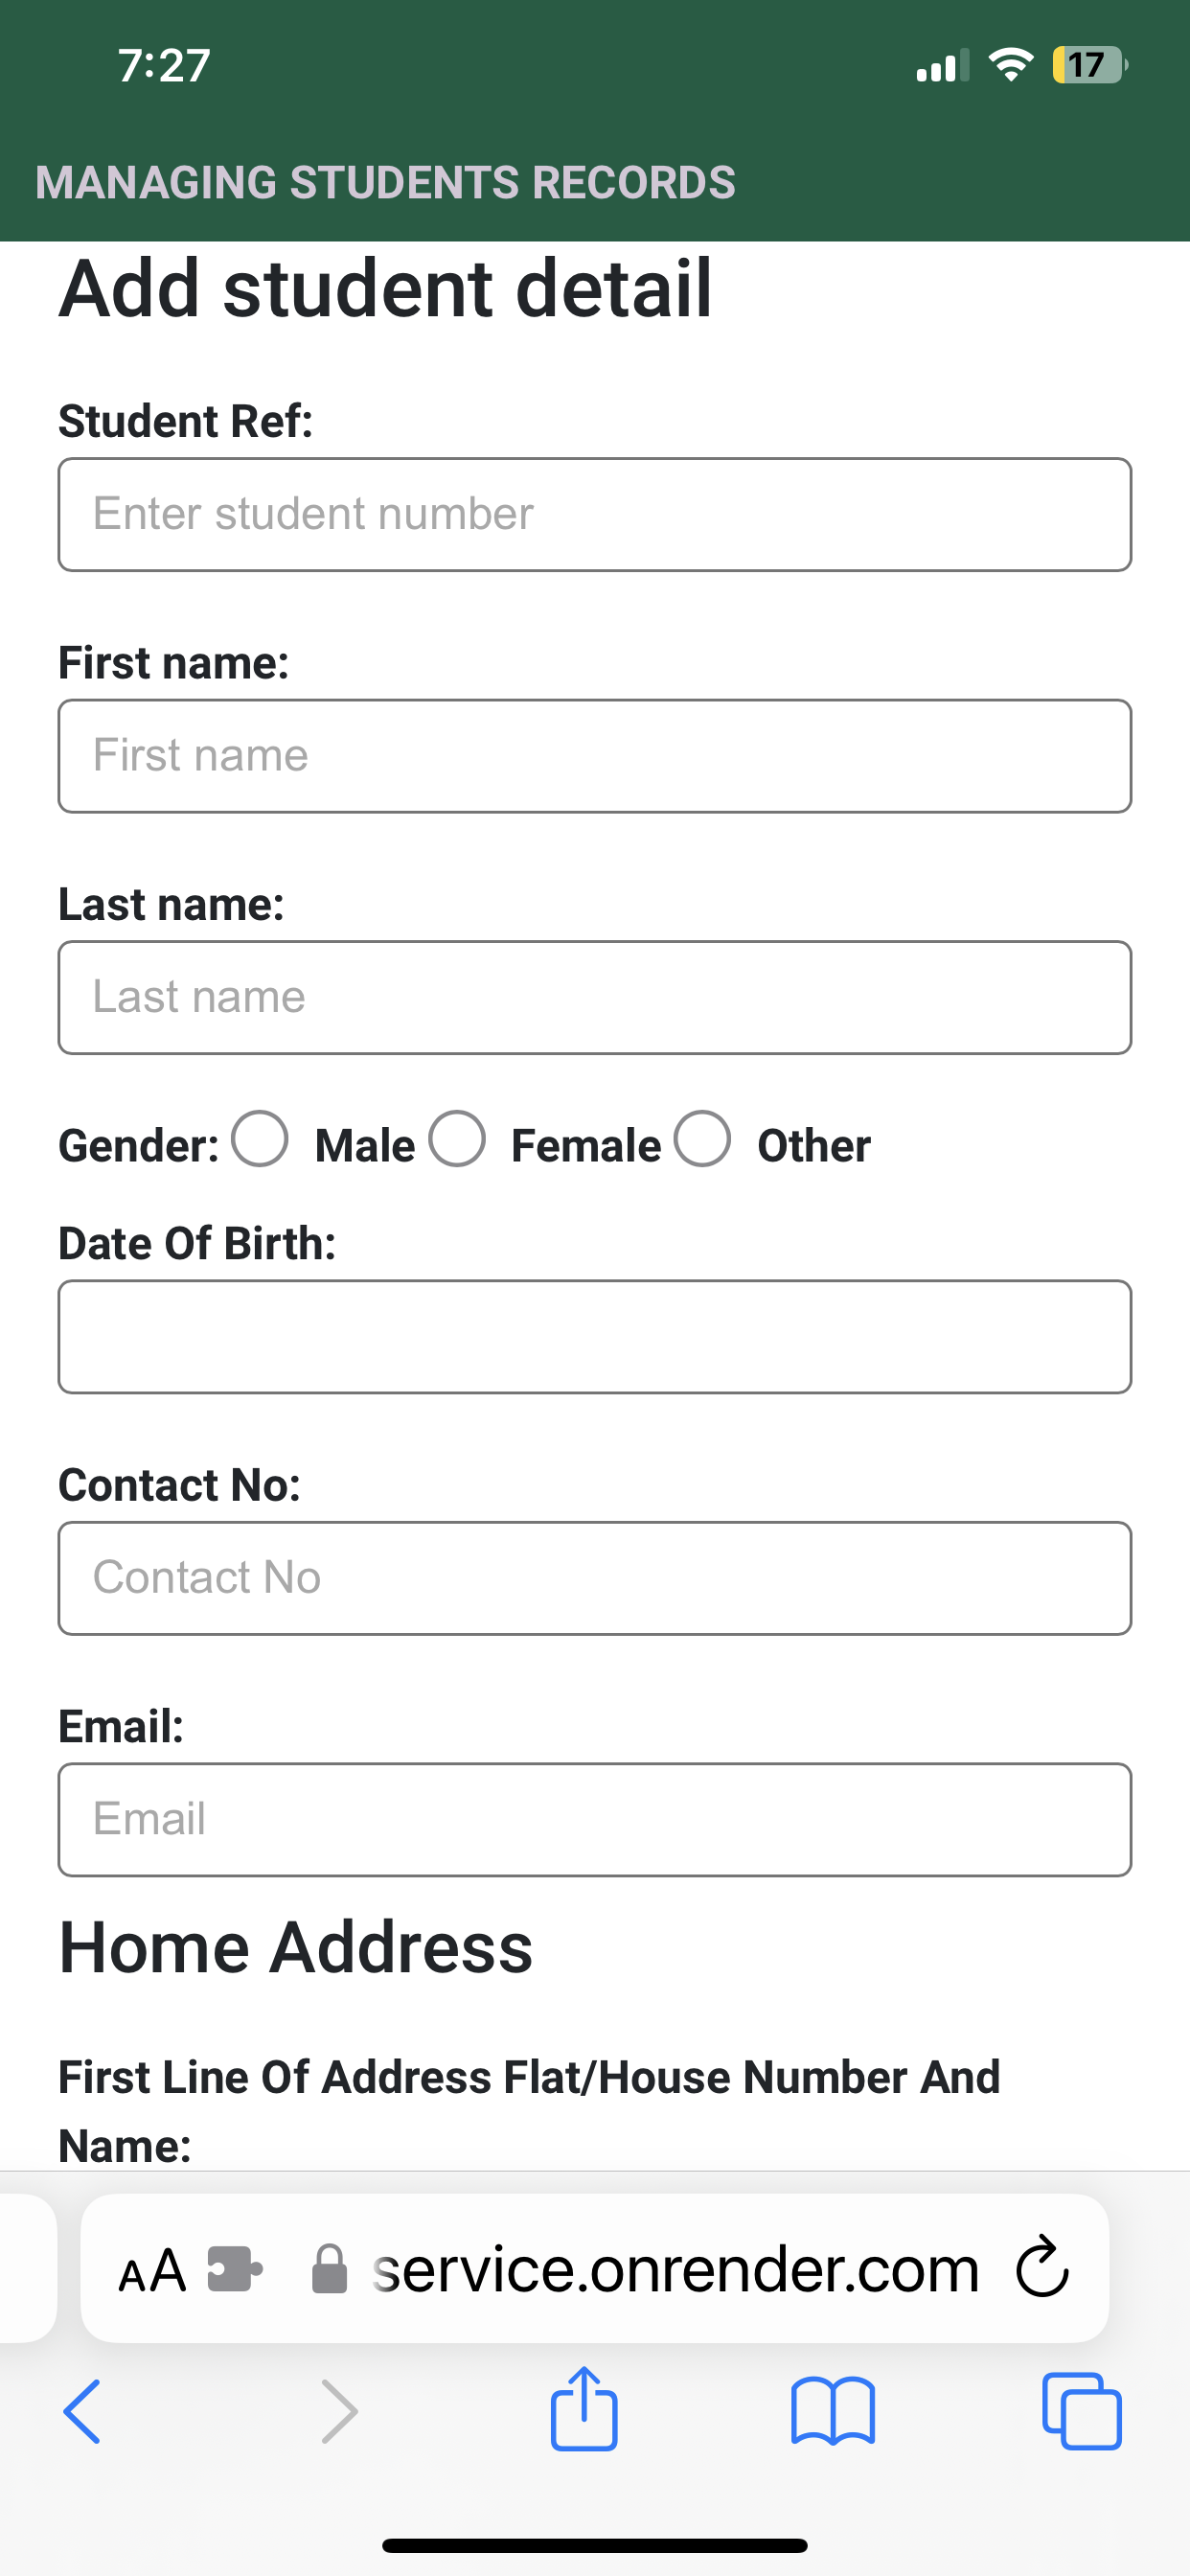 7:27
17
MANAGING STUDENTS RECORDS
Add student detail
Student Ref:
Enter student number
First name:
First name
Last name:
Last name
Gender: Male Female Other
Date Of Birth:
Contact No:
Contact No
Email:
Email
Home Address
First Line Of Address Flat/House Number And
Name:
AA service.onrender.com